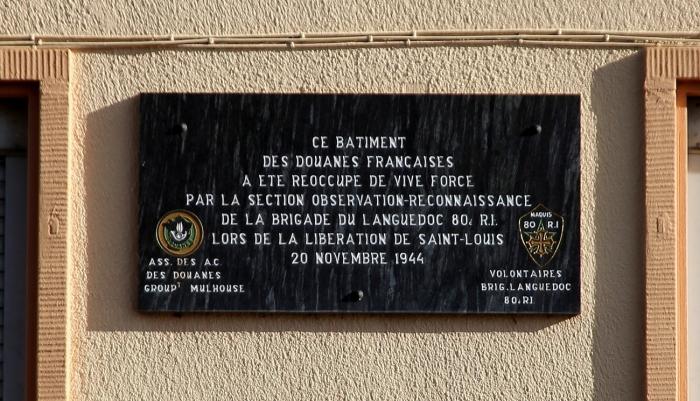 CE BATIMENT
DES DOUANES FRANÇAISES
A ETE REOCCUPE DE VIVE FORCE
PAR LA SECTION OBSERVATION-RECONNAISSANCE
DE LA BRIGADE DU LANGUEDOC 80e R.I.
LORS DE LA LIBERATION DE SAINT-LOUIS
20 NOVEMBRE 1944
ASS. DES A.C.
DES DOUANES
GROUPT MULHOUSE
MAQUIS
80 R.I
VOLONTAIRES
BRIG. LANGUEDOC
80e RI